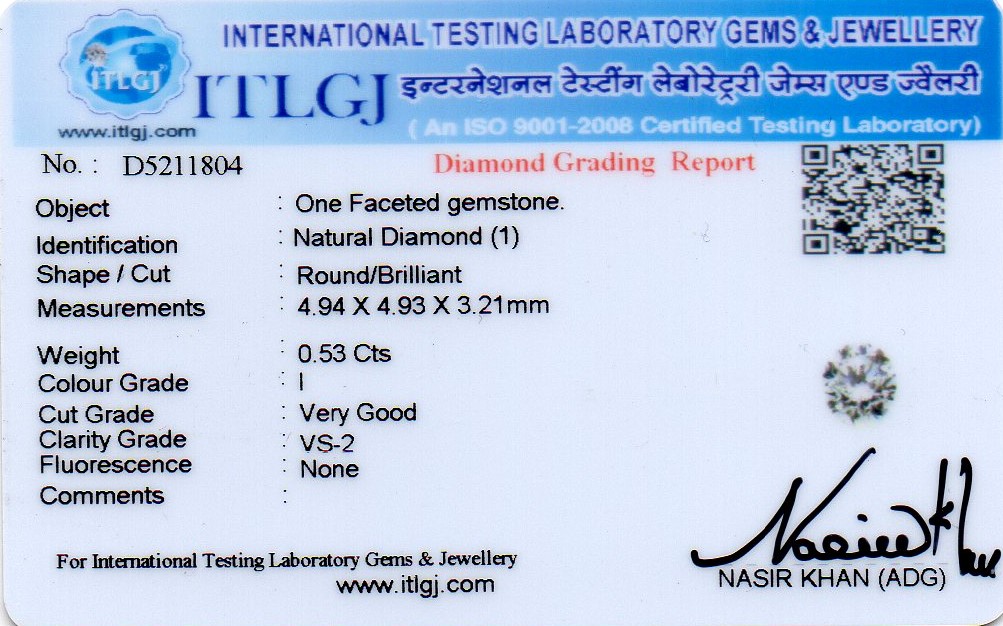 INTERNATIONAL TESTING LABORATORY GEMS & JEWELLERY
ITLGJ
ITLGJ इन्टरनेशनल टेस्टींग लेबोरेट्ररी जेम्स एण्ड ज्वैलरी
www.itlgj.com
( An ISO 9001-2008 Certified Testing Laboratory)
No. : D5211804
Diamond Grading Report
Object : One Faceted gemstone.
Identification : Natural Diamond (1)
Shape / Cut : Round/Brilliant
Measurements : 4.94 X 4.93 X 3.21mm
Weight : 0.53 Cts
Colour Grade : I
Cut Grade : Very Good
Clarity Grade : VS-2
Fluorescence : None
Comments :
For International Testing Laboratory Gems & Jewellery
www.itlgj.com
Nasir Khan
NASIR KHAN (ADG)